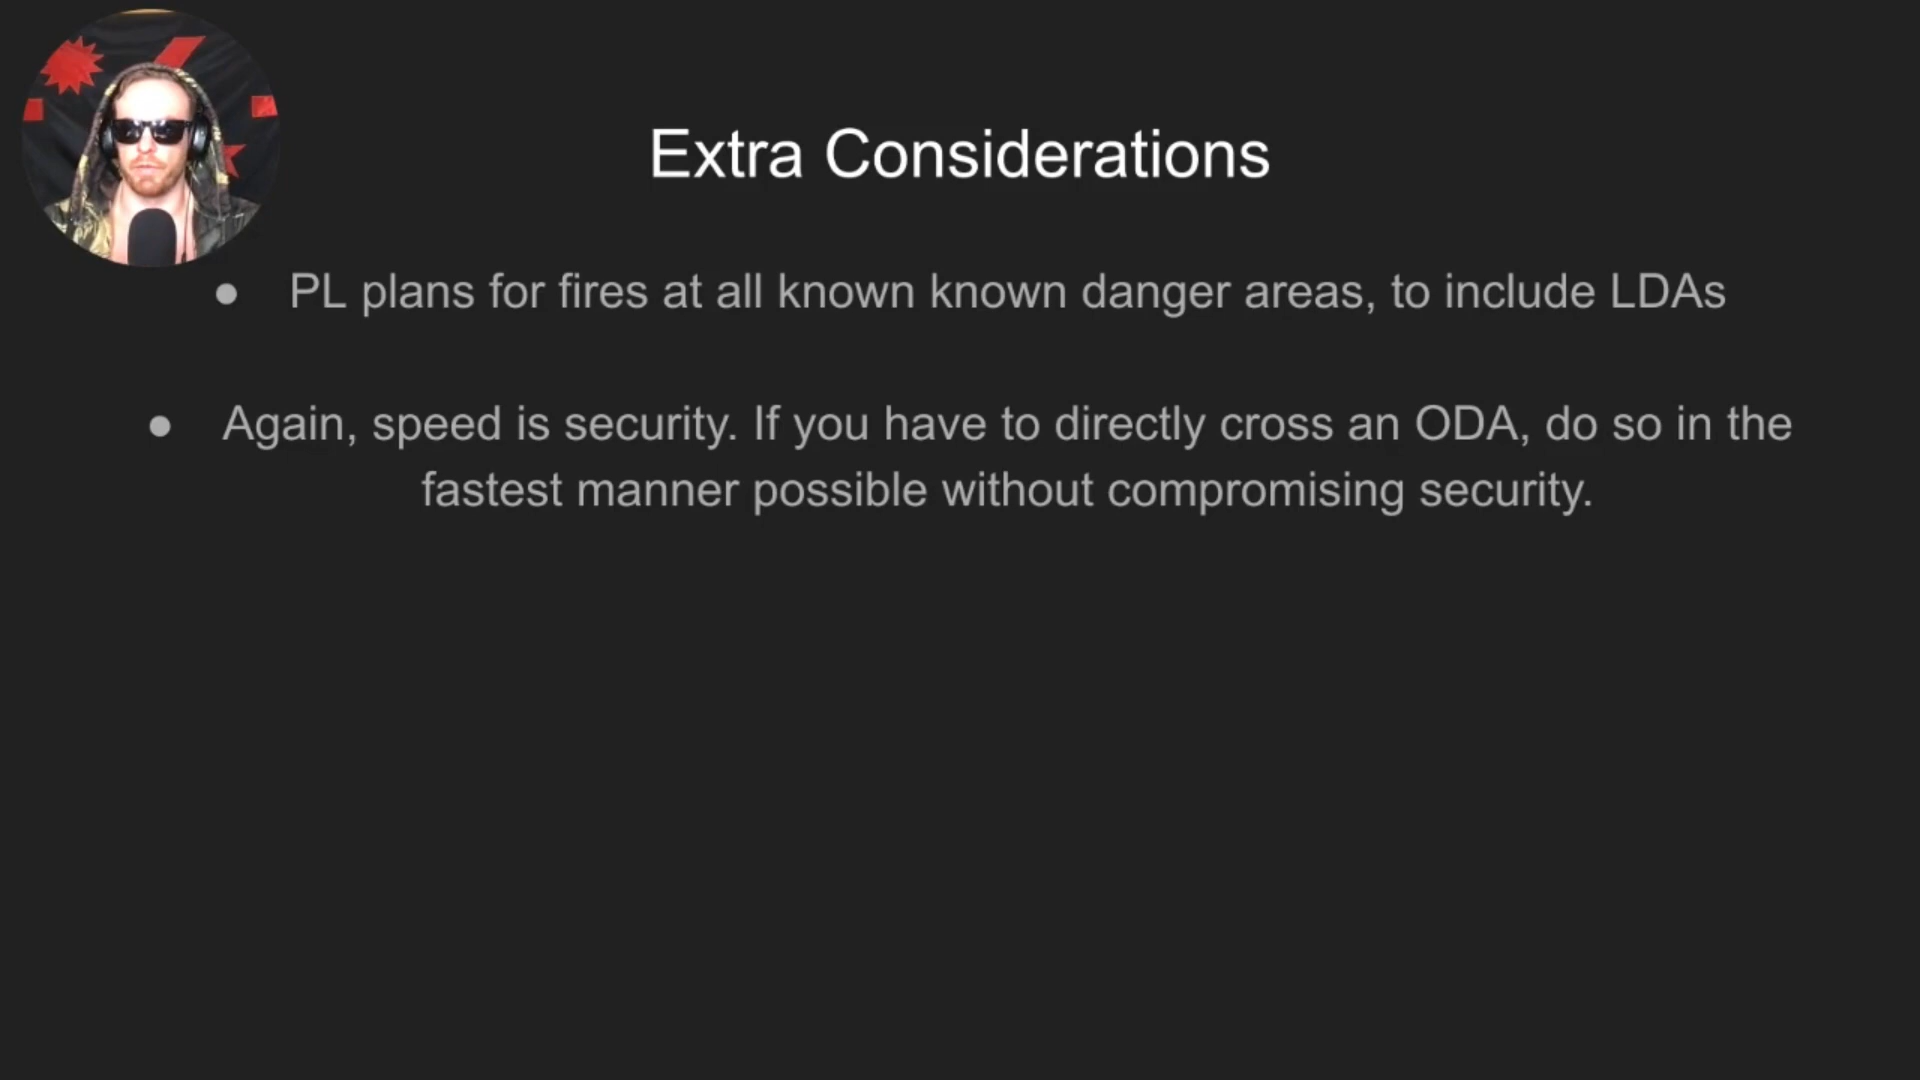 Extra Considerations
● PL plans for fires at all known known danger areas, to include LDAs
● Again, speed is security. If you have to directly cross an ODA, do so in the
fastest manner possible without compromising security.